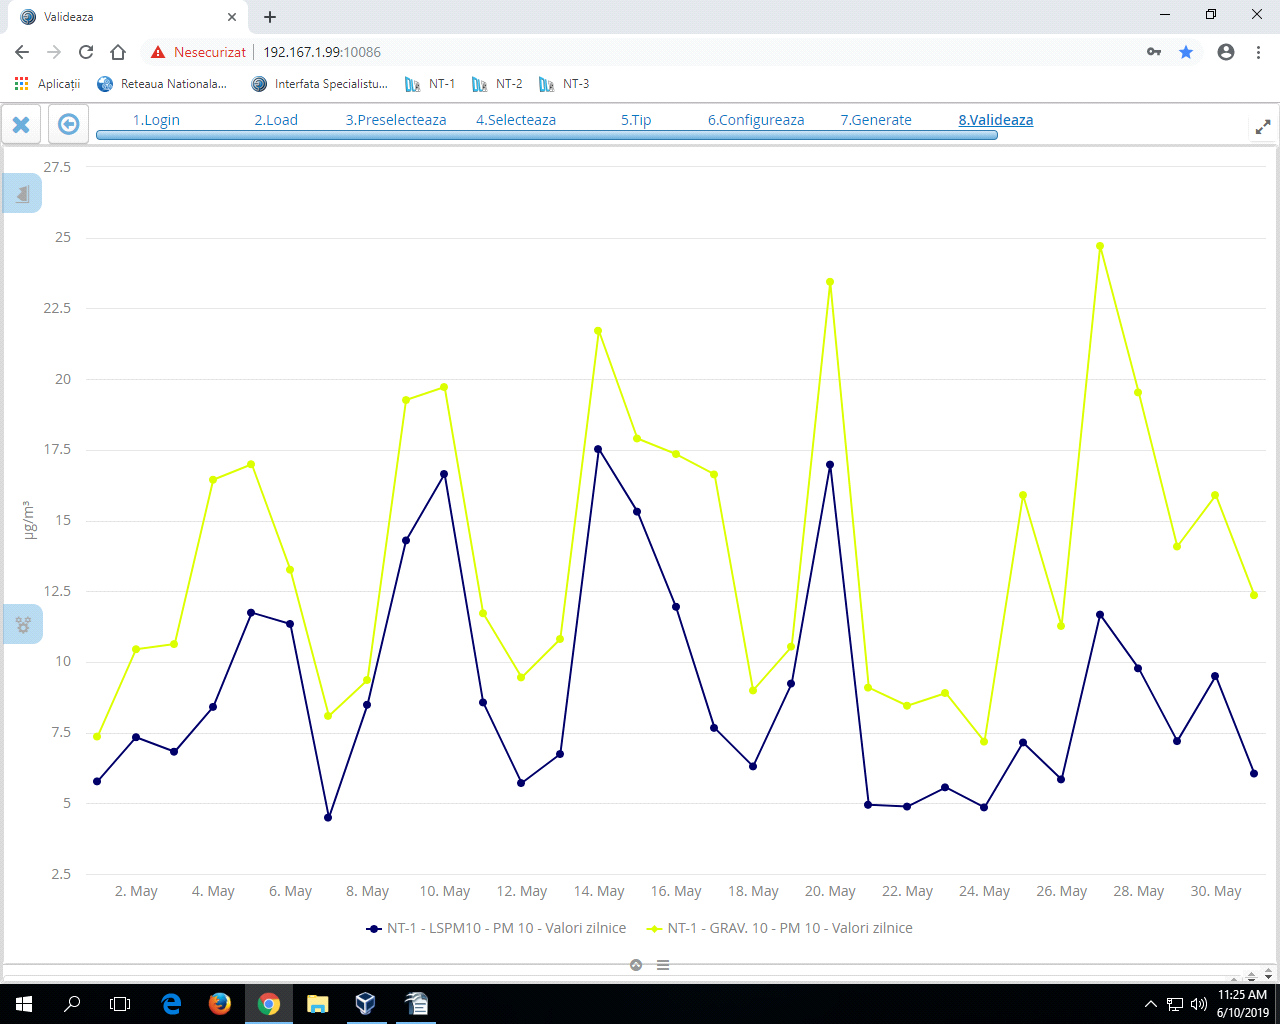 Valideaza
Nesecurizat 192.167.1.99:10086
Aplicații Reteaua Nationala... Interfata Specialistu... NT-1 NT-2 NT-3
1.Login 2.Load 3.Preselecteaza 4.Selecteaza 5.Tip 6.Configureaza 7.Generate 8.Valideaza
27.5
25
22.5
20
17.5
15
12.5
10
7.5
5
2.5
µg/m³
2. May 4. May 6. May 8. May 10. May 12. May 14. May 16. May 18. May 20. May 22. May 24. May 26. May 28. May 30. May
NT-1 - LSPM10 - PM 10 - Valori zilnice NT-1 - GRAV. 10 - PM 10 - Valori zilnice
11:25 AM
6/10/2019